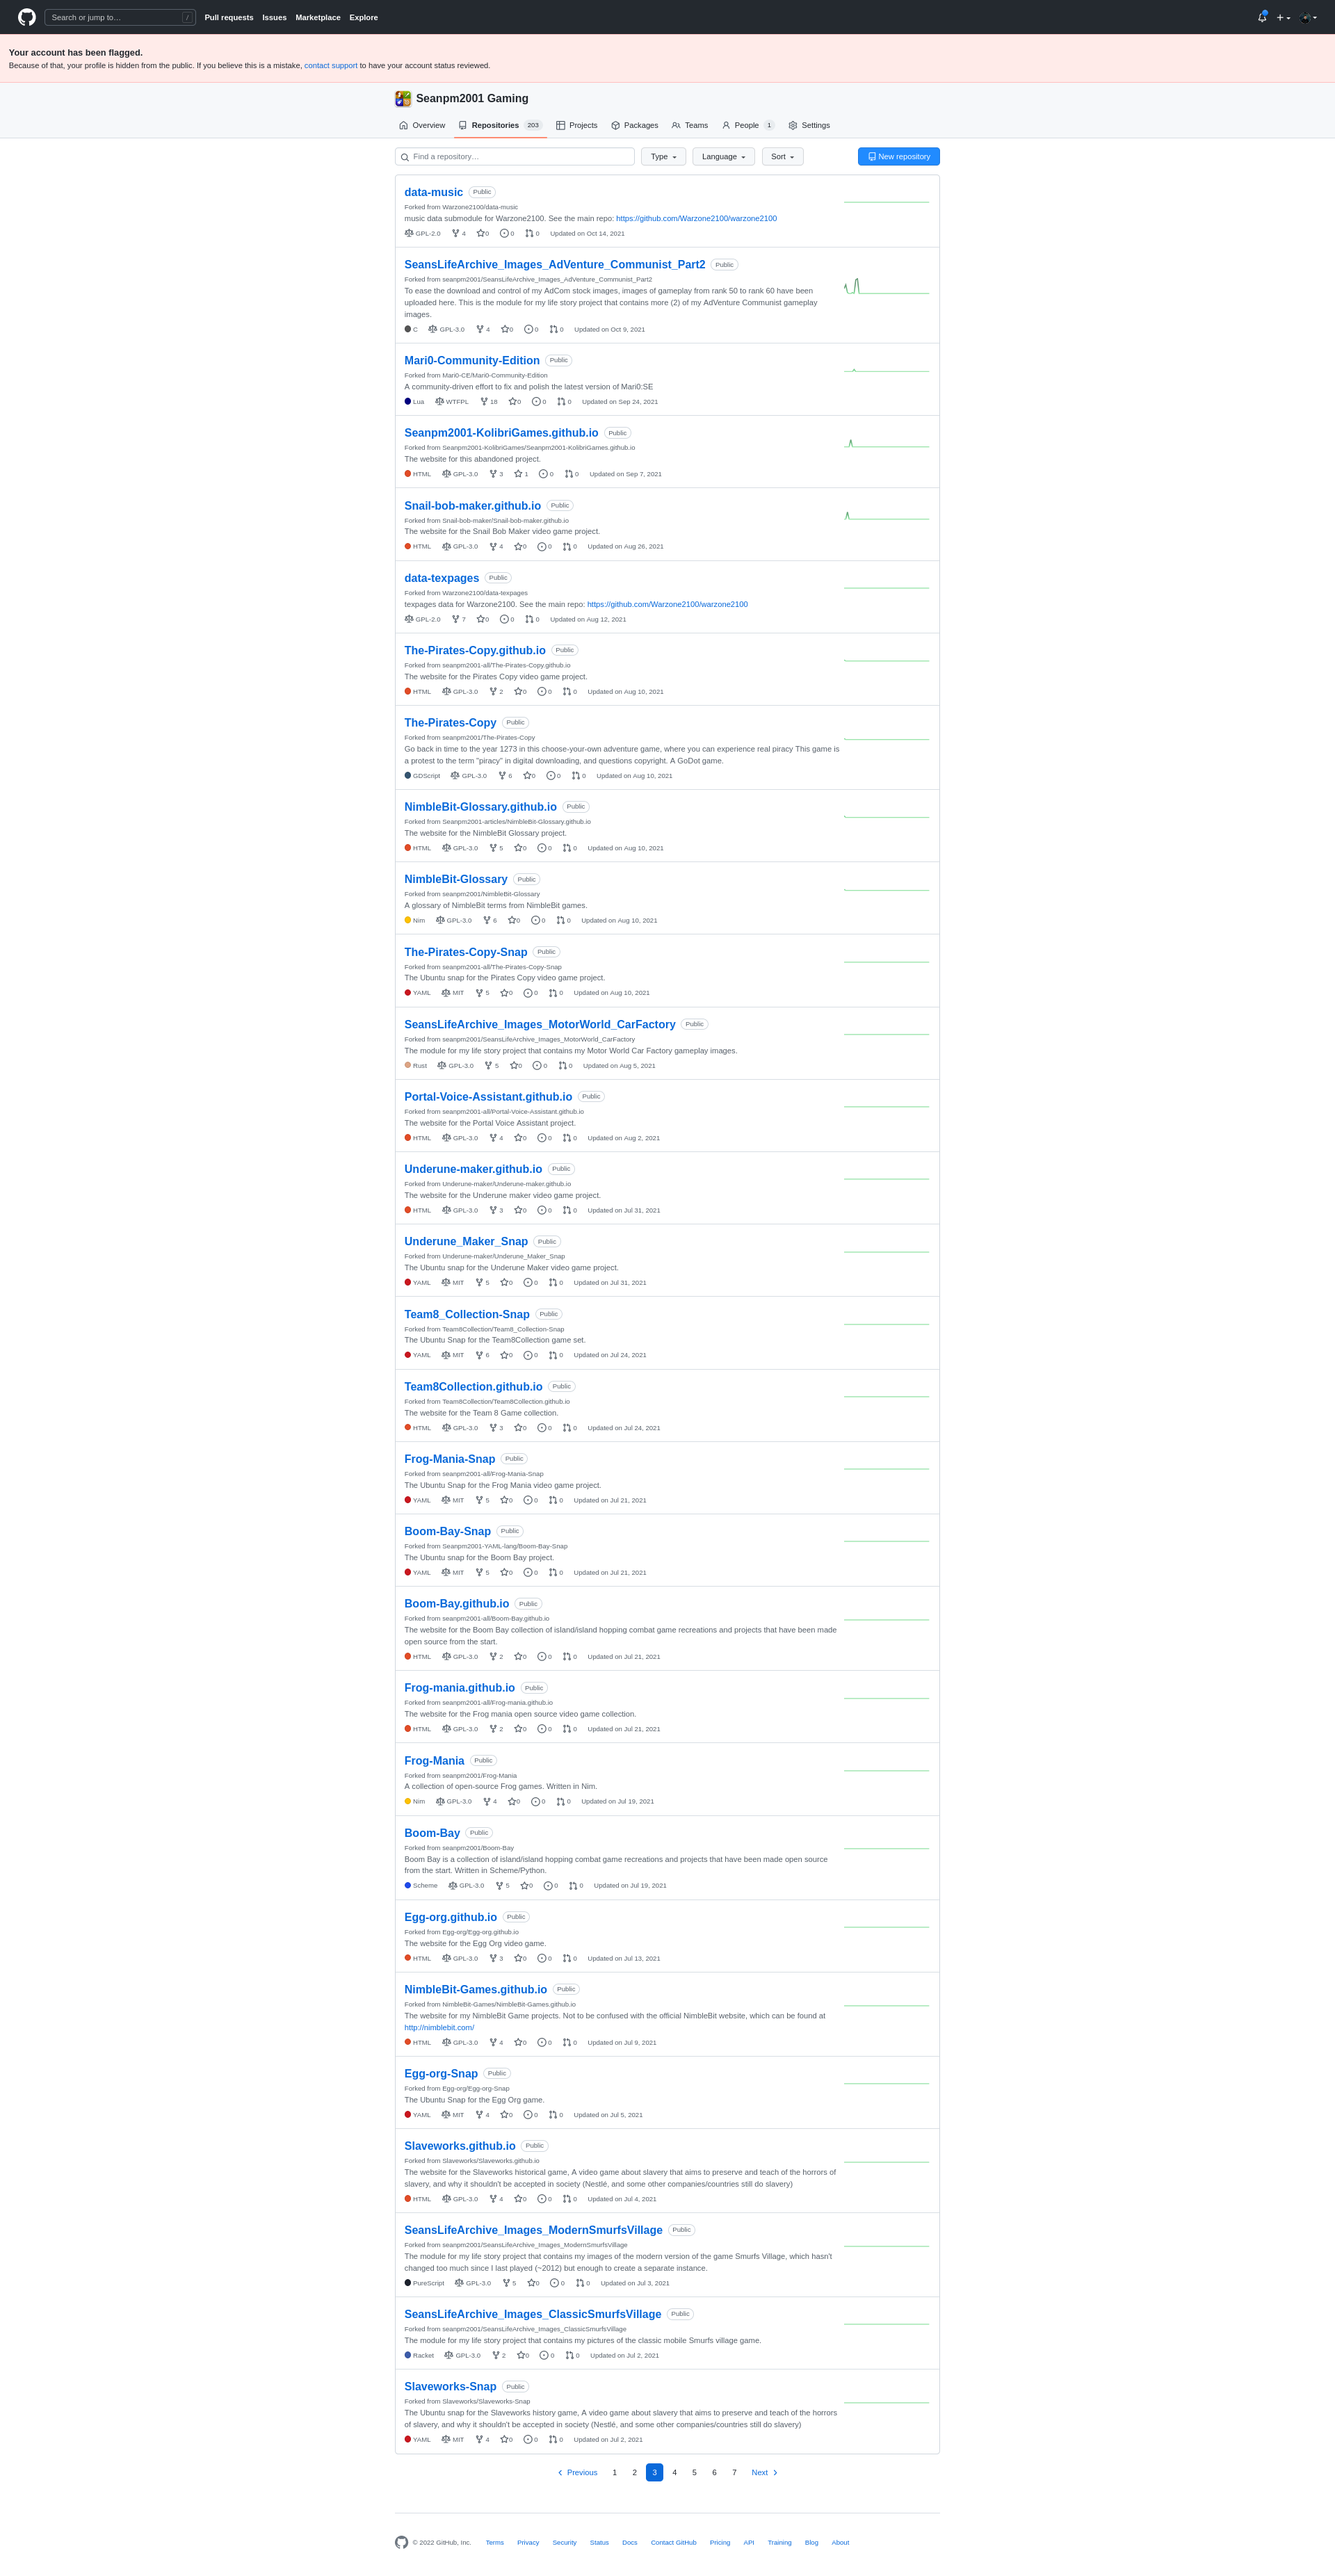 Search or jump to… /
Pull requests Issues Marketplace Explore
Your account has been flagged.
Because of that, your profile is hidden from the public. If you believe this is a mistake, contact support to have your account status reviewed.
Seanpm2001 Gaming
Overview Repositories 203 Projects Packages Teams People 1 Settings
Find a repository… Type Language Sort New repository
data-music Public
Forked from Warzone2100/data-music
music data submodule for Warzone2100. See the main repo: https://github.com/Warzone2100/warzone2100
GPL-2.0 4 0 0 0 Updated on Oct 14, 2021
SeansLifeArchive_Images_AdVenture_Communist_Part2 Public
Forked from seanpm2001/SeansLifeArchive_Images_AdVenture_Communist_Part2
To ease the download and control of my AdCom stock images, images of gameplay from rank 50 to rank 60 have been
uploaded here. This is the module for my life story project that contains more (2) of my AdVenture Communist gameplay
images.
C GPL-3.0 4 0 0 0 Updated on Oct 9, 2021
Mari0-Community-Edition Public
Forked from Mari0-CE/Mari0-Community-Edition
A community-driven effort to fix and polish the latest version of Mari0:SE
Lua WTFPL 18 0 0 0 Updated on Sep 24, 2021
Seanpm2001-KolibriGames.github.io Public
Forked from Seanpm2001-KolibriGames/Seanpm2001-KolibriGames.github.io
The website for this abandoned project.
HTML GPL-3.0 3 1 0 0 Updated on Sep 7, 2021
Snail-bob-maker.github.io Public
Forked from Snail-bob-maker/Snail-bob-maker.github.io
The website for the Snail Bob Maker video game project.
HTML GPL-3.0 4 0 0 0 Updated on Aug 26, 2021
data-texpages Public
Forked from Warzone2100/data-texpages
texpages data for Warzone2100. See the main repo: https://github.com/Warzone2100/warzone2100
GPL-2.0 7 0 0 0 Updated on Aug 12, 2021
The-Pirates-Copy.github.io Public
Forked from seanpm2001-all/The-Pirates-Copy.github.io
The website for the Pirates Copy video game project.
HTML GPL-3.0 2 0 0 0 Updated on Aug 10, 2021
The-Pirates-Copy Public
Forked from seanpm2001/The-Pirates-Copy
Go back in time to the year 1273 in this choose-your-own adventure game, where you can experience real piracy This game is
a protest to the term "piracy" in digital downloading, and questions copyright. A GoDot game.
GDScript GPL-3.0 6 0 0 0 Updated on Aug 10, 2021
NimbleBit-Glossary.github.io Public
Forked from Seanpm2001-articles/NimbleBit-Glossary.github.io
The website for the NimbleBit Glossary project.
HTML GPL-3.0 5 0 0 0 Updated on Aug 10, 2021
NimbleBit-Glossary Public
Forked from seanpm2001/NimbleBit-Glossary
A glossary of NimbleBit terms from NimbleBit games.
Nim GPL-3.0 6 0 0 0 Updated on Aug 10, 2021
The-Pirates-Copy-Snap Public
Forked from seanpm2001-all/The-Pirates-Copy-Snap
The Ubuntu snap for the Pirates Copy video game project.
YAML MIT 5 0 0 0 Updated on Aug 10, 2021
SeansLifeArchive_Images_MotorWorld_CarFactory Public
Forked from seanpm2001/SeansLifeArchive_Images_MotorWorld_CarFactory
The module for my life story project that contains my Motor World Car Factory gameplay images.
Rust GPL-3.0 5 0 0 0 Updated on Aug 5, 2021
Portal-Voice-Assistant.github.io Public
Forked from seanpm2001-all/Portal-Voice-Assistant.github.io
The website for the Portal Voice Assistant project.
HTML GPL-3.0 4 0 0 0 Updated on Aug 2, 2021
Underune-maker.github.io Public
Forked from Underune-maker/Underune-maker.github.io
The website for the Underune maker video game project.
HTML GPL-3.0 3 0 0 0 Updated on Jul 31, 2021
Underune_Maker_Snap Public
Forked from Underune-maker/Underune_Maker_Snap
The Ubuntu snap for the Underune Maker video game project.
YAML MIT 5 0 0 0 Updated on Jul 31, 2021
Team8_Collection-Snap Public
Forked from Team8Collection/Team8_Collection-Snap
The Ubuntu Snap for the Team8Collection game set.
YAML MIT 6 0 0 0 Updated on Jul 24, 2021
Team8Collection.github.io Public
Forked from Team8Collection/Team8Collection.github.io
The website for the Team 8 Game collection.
HTML GPL-3.0 3 0 0 0 Updated on Jul 24, 2021
Frog-Mania-Snap Public
Forked from seanpm2001-all/Frog-Mania-Snap
The Ubuntu Snap for the Frog Mania video game project.
YAML MIT 5 0 0 0 Updated on Jul 21, 2021
Boom-Bay-Snap Public
Forked from Seanpm2001-YAML-lang/Boom-Bay-Snap
The Ubuntu snap for the Boom Bay project.
YAML MIT 5 0 0 0 Updated on Jul 21, 2021
Boom-Bay.github.io Public
Forked from seanpm2001-all/Boom-Bay.github.io
The website for the Boom Bay collection of island/island hopping combat game recreations and projects that have been made
open source from the start.
HTML GPL-3.0 2 0 0 0 Updated on Jul 21, 2021
Frog-mania.github.io Public
Forked from seanpm2001-all/Frog-mania.github.io
The website for the Frog mania open source video game collection.
HTML GPL-3.0 2 0 0 0 Updated on Jul 21, 2021
Frog-Mania Public
Forked from seanpm2001/Frog-Mania
A collection of open-source Frog games. Written in Nim.
Nim GPL-3.0 4 0 0 0 Updated on Jul 19, 2021
Boom-Bay Public
Forked from seanpm2001/Boom-Bay
Boom Bay is a collection of island/island hopping combat game recreations and projects that have been made open source
from the start. Written in Scheme/Python.
Scheme GPL-3.0 5 0 0 0 Updated on Jul 19, 2021
Egg-org.github.io Public
Forked from Egg-org/Egg-org.github.io
The website for the Egg Org video game.
HTML GPL-3.0 3 0 0 0 Updated on Jul 13, 2021
NimbleBit-Games.github.io Public
Forked from NimbleBit-Games/NimbleBit-Games.github.io
The website for my NimbleBit Game projects. Not to be confused with the official NimbleBit website, which can be found at
http://nimblebit.com/
HTML GPL-3.0 4 0 0 0 Updated on Jul 9, 2021
Egg-org-Snap Public
Forked from Egg-org/Egg-org-Snap
The Ubuntu Snap for the Egg Org game.
YAML MIT 4 0 0 0 Updated on Jul 5, 2021
Slaveworks.github.io Public
Forked from Slaveworks/Slaveworks.github.io
The website for the Slaveworks historical game, A video game about slavery that aims to preserve and teach of the horrors of
slavery, and why it shouldn't be accepted in society (Nestlé, and some other companies/countries still do slavery)
HTML GPL-3.0 4 0 0 0 Updated on Jul 4, 2021
SeansLifeArchive_Images_ModernSmurfsVillage Public
Forked from seanpm2001/SeansLifeArchive_Images_ModernSmurfsVillage
The module for my life story project that contains my images of the modern version of the game Smurfs Village, which hasn't
changed too much since I last played (~2012) but enough to create a separate instance.
PureScript GPL-3.0 5 0 0 0 Updated on Jul 3, 2021
SeansLifeArchive_Images_ClassicSmurfsVillage Public
Forked from seanpm2001/SeansLifeArchive_Images_ClassicSmurfsVillage
The module for my life story project that contains my pictures of the classic mobile Smurfs village game.
Racket GPL-3.0 2 0 0 0 Updated on Jul 2, 2021
Slaveworks-Snap Public
Forked from Slaveworks/Slaveworks-Snap
The Ubuntu snap for the Slaveworks history game, A video game about slavery that aims to preserve and teach of the horrors
of slavery, and why it shouldn't be accepted in society (Nestlé, and some other companies/countries still do slavery)
YAML MIT 4 0 0 0 Updated on Jul 2, 2021
Previous 1 2 3 4 5 6 7 Next
© 2022 GitHub, Inc. Terms Privacy Security Status Docs Contact GitHub Pricing API Training Blog About